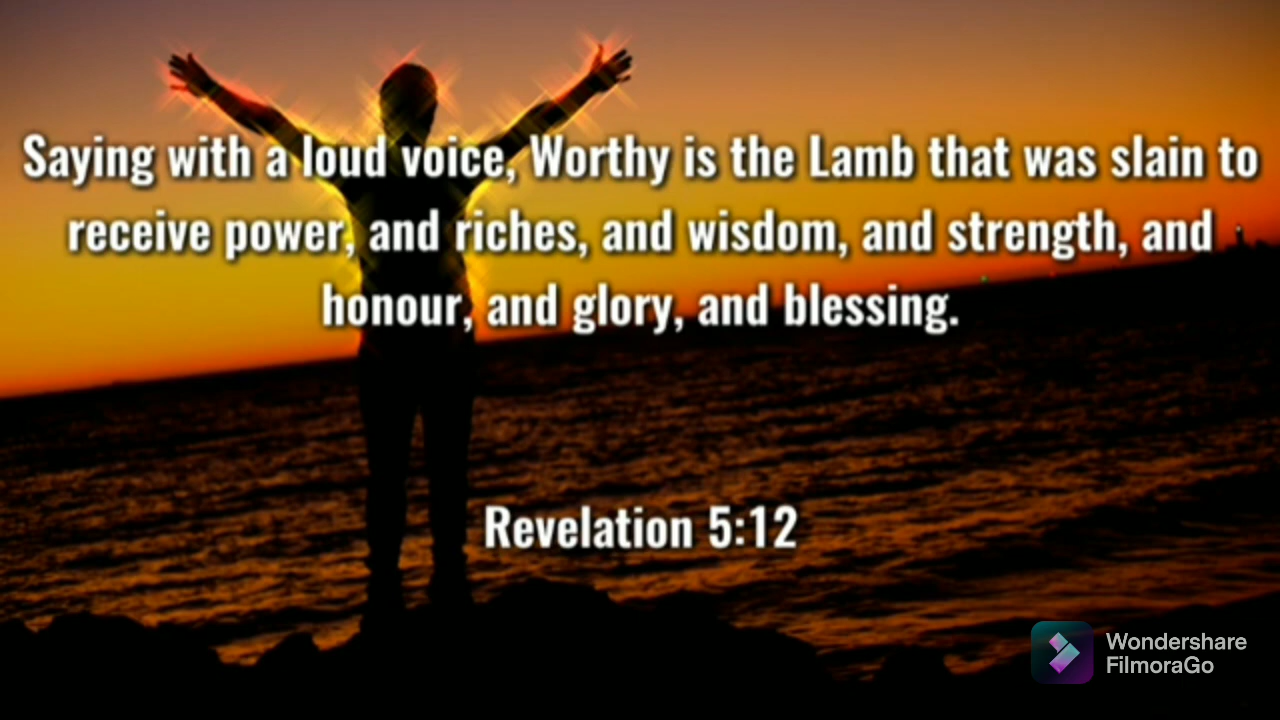 Saying with a loud voice, Worthy is the Lamb that was slain to
receive power, and riches, and wisdom, and strength, and
honour, and glory, and blessing.
Revelation 5:12
Wondershare
FilmoraGo